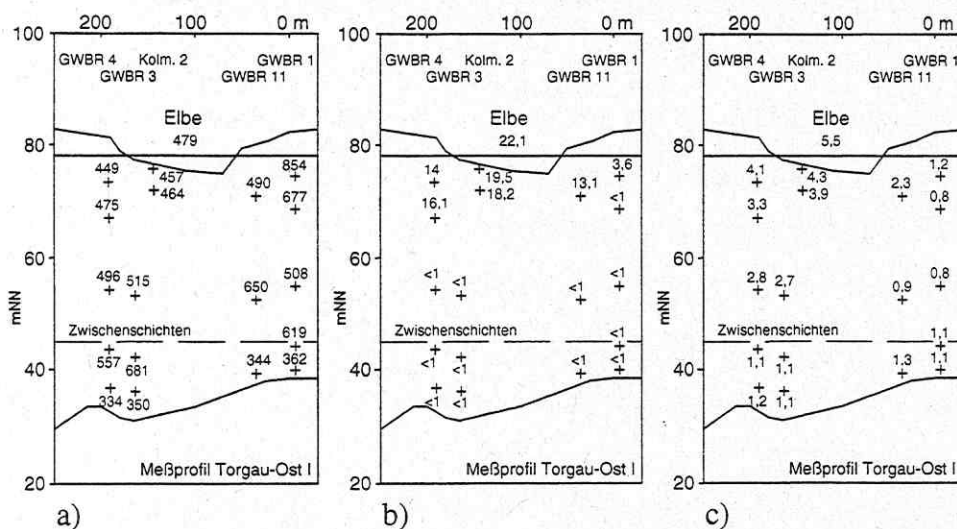 200 100 0 m
100
GWBR 4 Kolm. 2 GWBR 1
GWBR 3 GWBR 11
Elbe
479
80
449 457 854
464 490
475 677
60
496 515 508
650
mNN
Zwischenschichten 619
40
557 344 362
681
334 350
20
Meßprofil Torgau-Ost I
a)
200 100 0 m
100
GWBR 4 Kolm. 2 GWBR 1
GWBR 3 GWBR 11
Elbe
22,1
80
14 19,5 3,6
18,2 13,1
16,1 <1
60
<1 <1 <1
<1
mNN
Zwischenschichten <1
40
<1 <1 <1 <1
<1 <1
20
Meßprofil Torgau-Ost I
b)
200 100 0 m
100
GWBR 4 Kolm. 2 GWBR 1
GWBR 3 GWBR 11
Elbe
5,5
80
4,1 4,3 1,2
3,9 2,3
3,3 0,8
60
2,8 2,7 0,8
0,9
mNN
Zwischenschichten 1,1
40
1,1 1,1 1,3 1,1
1,2 1,1
20
Meßprofil Torgau-Ost I
c)